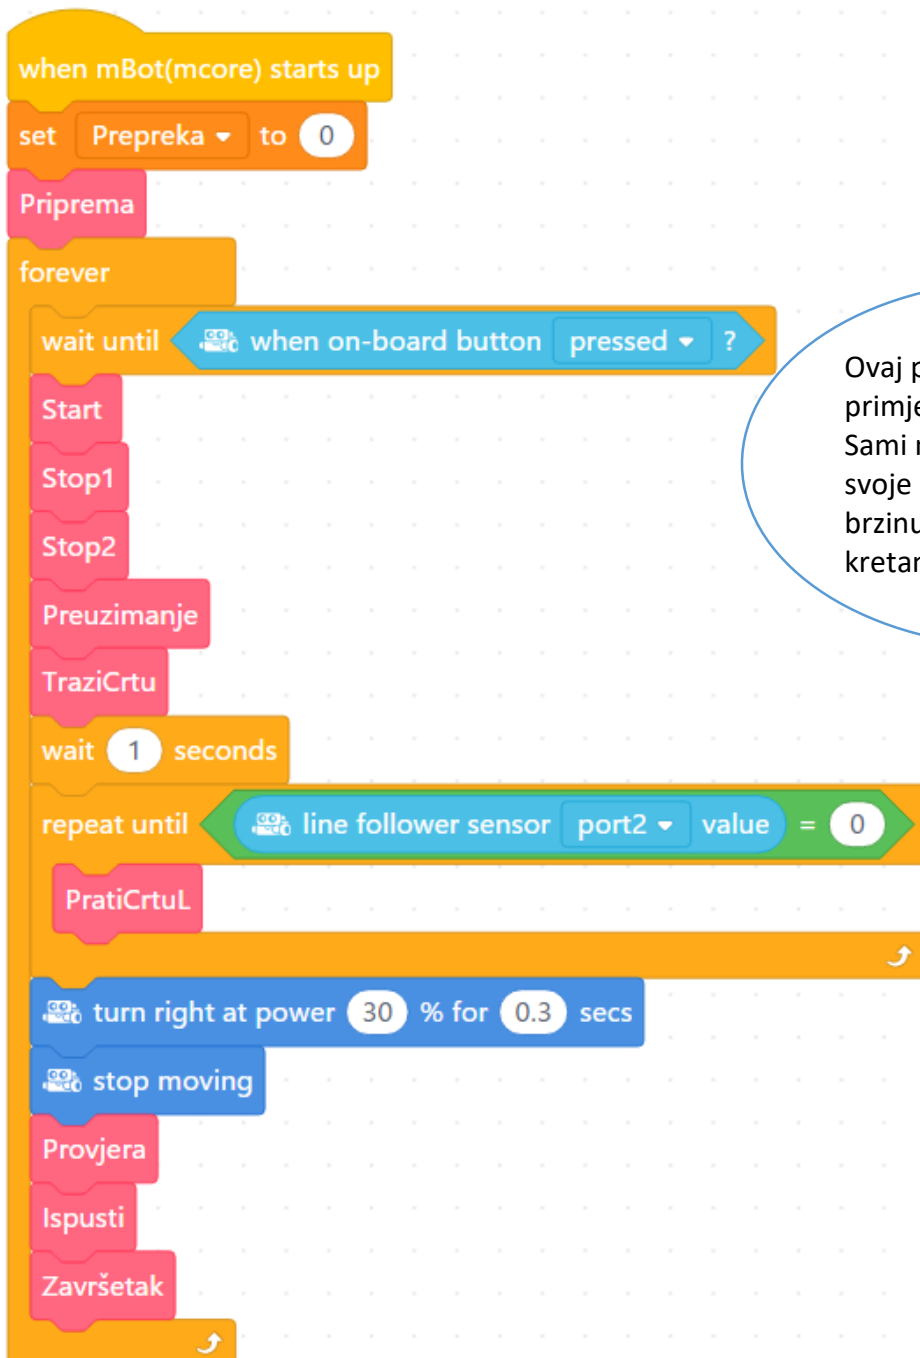 when mBot(mcore) starts up
set Prepreka to 0
Priprema
forever
wait until when on-board button pressed ?
Start
Stop1
Stop2
Preuzimanje
TraziCrtu
wait 1 seconds
repeat until line follower sensor port2 value = 0
PratiCrtuL
turn right at power 30 % for 0.3 secs
stop moving
Provjera
Ispusti
Završetak
Ovaj
Sami
svoje